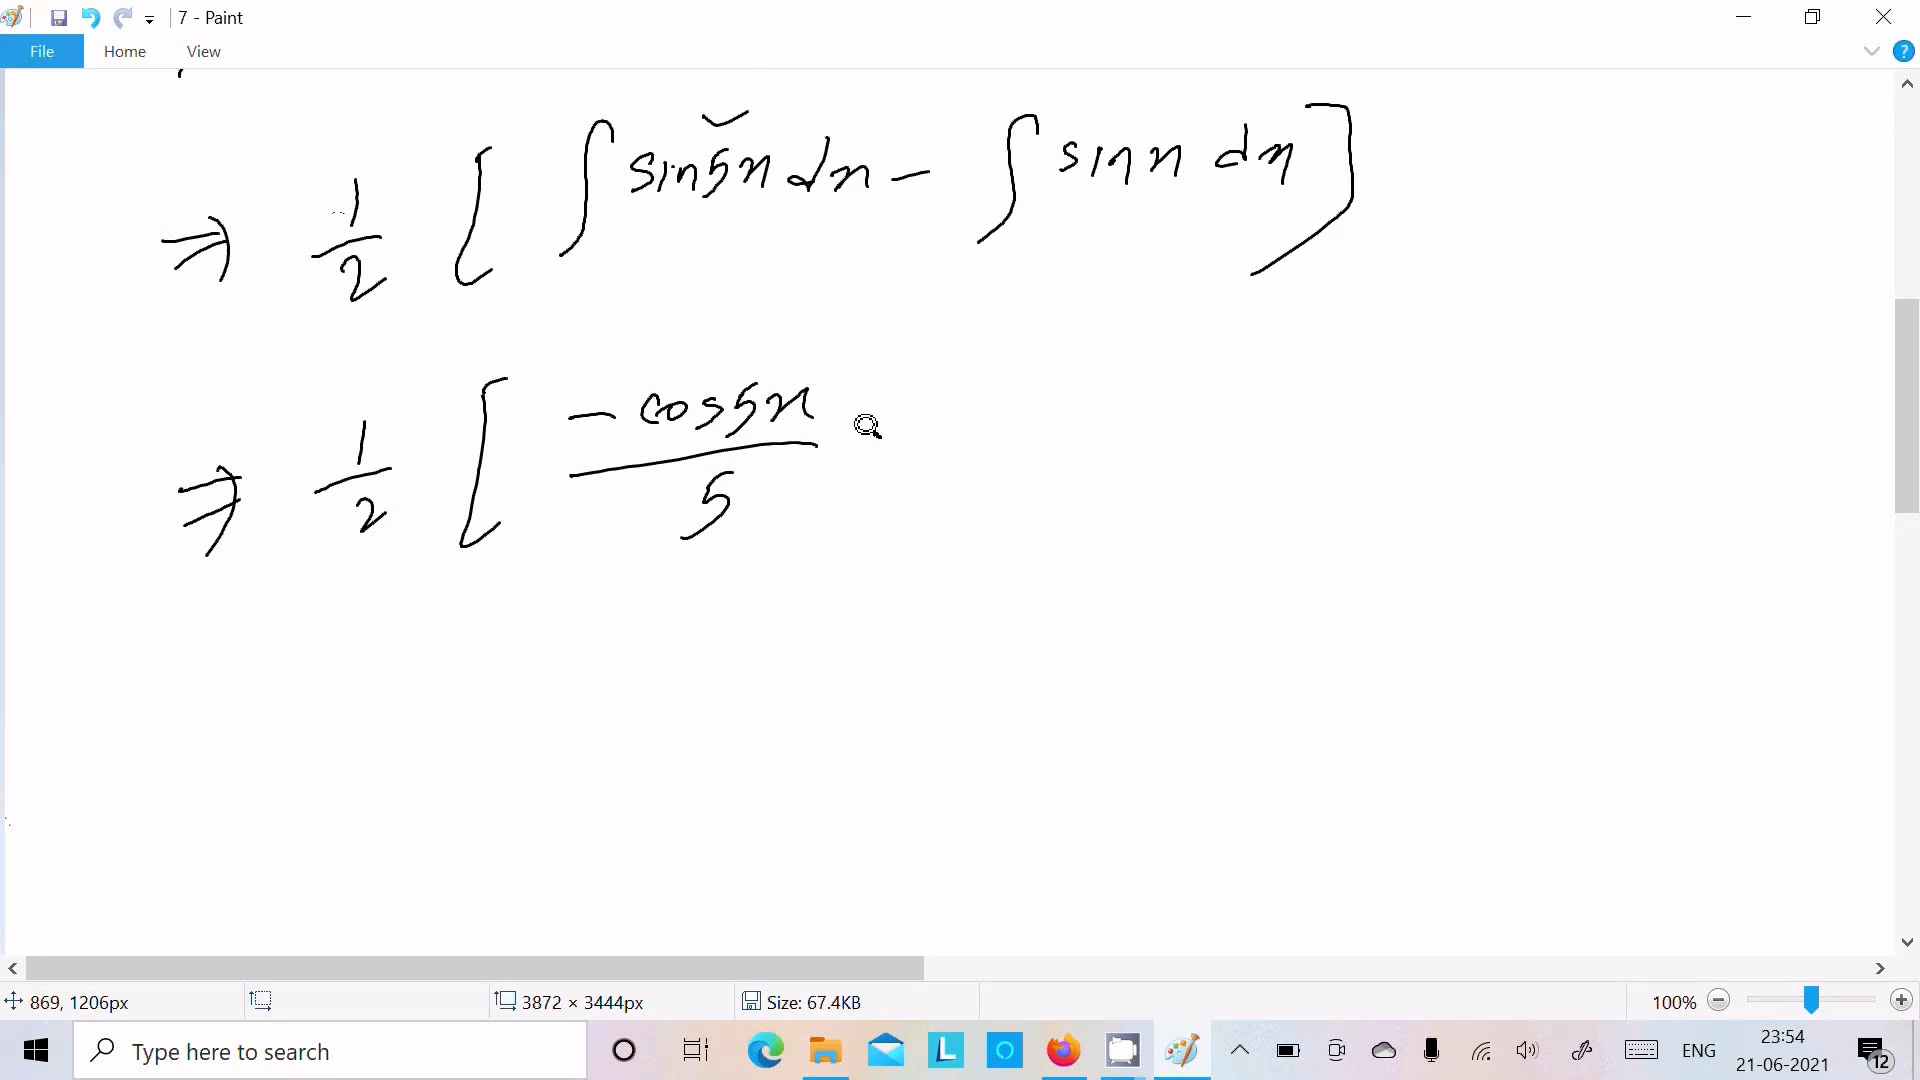 7 - Paint
File Home View
⇒ 1/2 [ ∫ sin5x dx − ∫ sin x dx ]
⇒ 1/2 [ −cos5x/5
869, 1206px 3872 × 3444px Size: 67.4KB 100%
Type here to search ENG 23:54
21-06-2021 12